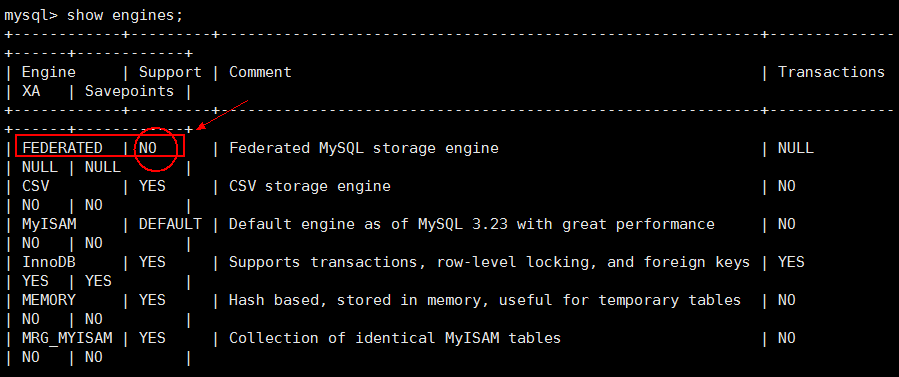 mysql> show engines;
+------------+---------+------------------------------------------------------------+--------------
+------+------------+
| Engine     | Support | Comment                                                    | Transactions
| XA   | Savepoints |
+------------+---------+------------------------------------------------------------+--------------
+------+------------+
| FEDERATED  | NO      | Federated MySQL storage engine                             | NULL
| NULL | NULL       |
| CSV        | YES     | CSV storage engine                                         | NO
| NO   | NO         |
| MyISAM     | DEFAULT | Default engine as of MySQL 3.23 with great performance     | NO
| NO   | NO         |
| InnoDB     | YES     | Supports transactions, row-level locking, and foreign keys | YES
| YES  | YES        |
| MEMORY     | YES     | Hash based, stored in memory, useful for temporary tables  | NO
| NO   | NO         |
| MRG_MYISAM | YES     | Collection of identical MyISAM tables                      | NO
| NO   | NO         |